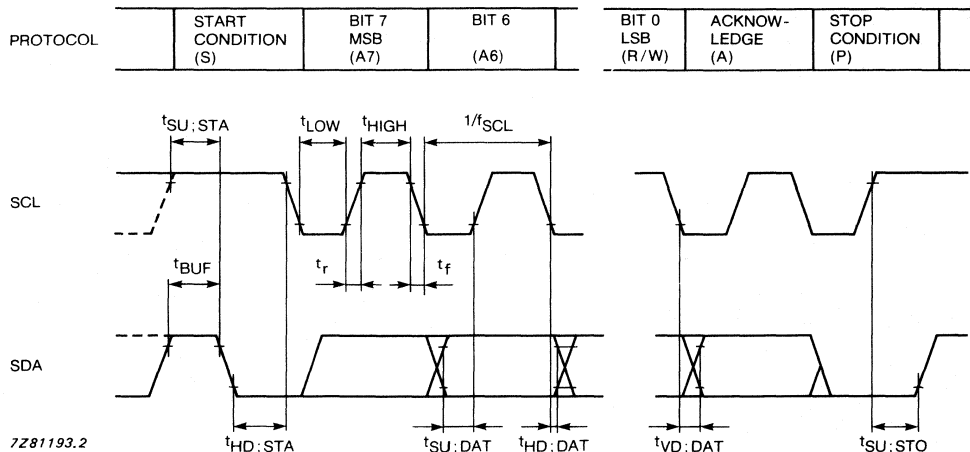 PROTOCOL
START
CONDITION
(S)
BIT 7
MSB
(A7)
BIT 6
(A6)
BIT 0
LSB
(R/W)
ACKNOW-
LEDGE
(A)
STOP
CONDITION
(P)
tSU;STA
tLOW
tHIGH
1/fSCL
SCL
tBUF
tr
tf
SDA
tHD;STA
tSU;DAT
tHD;DAT
tVD;DAT
tSU;STO
7Z81193.2